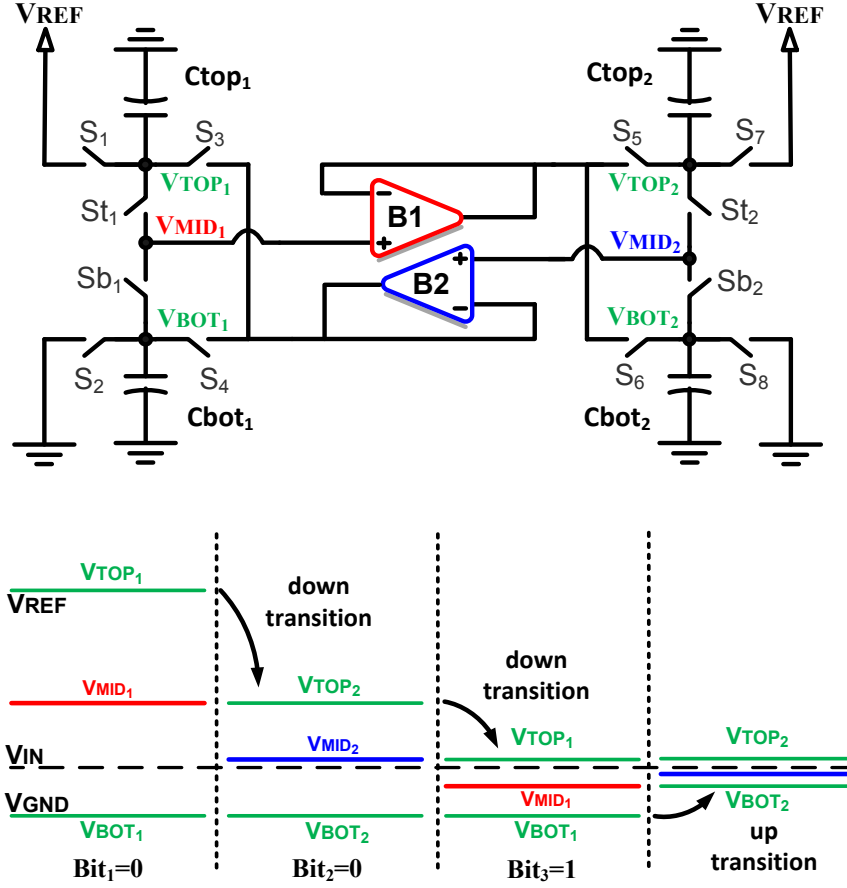 VREF VREF
Ctop1 Ctop2
S1 S3 S5 S7
VTOP1 VTOP2
St1 St2
VMID1 B1 VMID2
− +
+ −
Sb1 B2 Sb2
VBOT1 VBOT2
S2 S4 S6 S8
Cbot1 Cbot2
VTOP1
VREF
down
transition
VMID1
VTOP2
down
transition
VIN
VMID2
VTOP1
VTOP2
VGND
VMID1
VBOT1 VBOT2 VBOT1 VBOT2
up
transition
Bit1=0 Bit2=0 Bit3=1